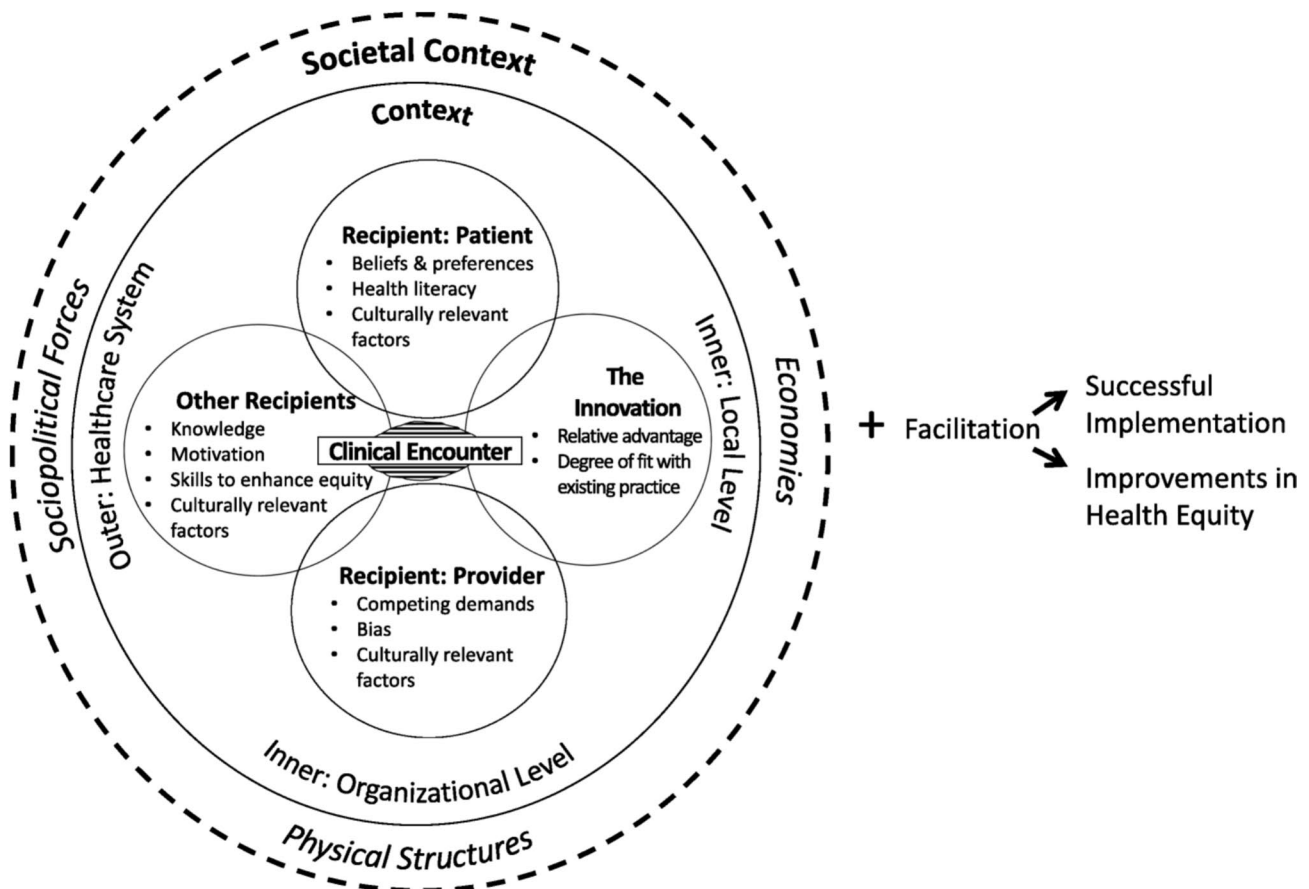 Societal Context
Context
Sociopolitical Forces
Outer: Healthcare System
Recipient: Patient
• Beliefs & preferences
• Health literacy
• Culturally relevant
factors
Other Recipients
• Knowledge
• Motivation
• Skills to enhance equity
• Culturally relevant
factors
Clinical Encounter
The
Innovation
• Relative advantage
• Degree of fit with
existing practice
Recipient: Provider
• Competing demands
• Bias
• Culturally relevant
factors
Inner: Local Level
Economies
Inner: Organizational Level
Physical Structures
+ Facilitation
Successful
Implementation
Improvements in
Health Equity